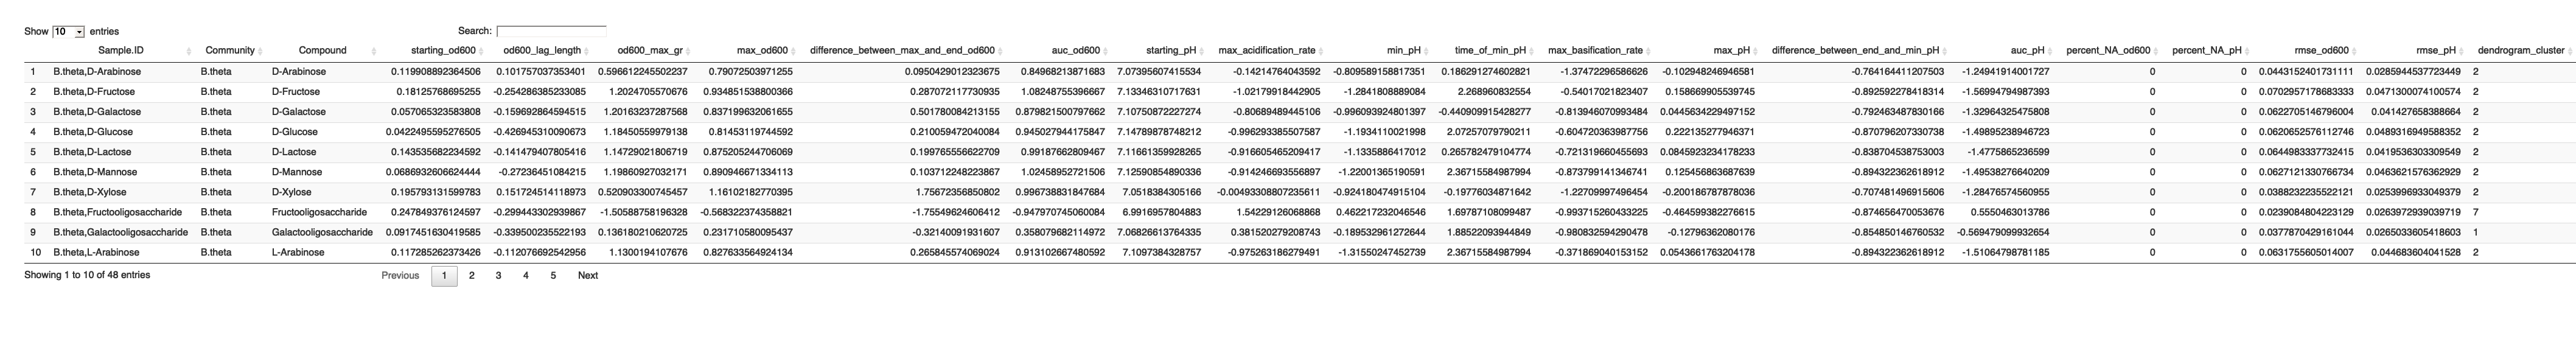 Show 10 entries Search:
Sample.ID Community Compound starting_od600 od600_lag_length od600_max_gr max_od600 difference_between_max_and_end_od600 auc_od600 starting_pH max_acidification_rate min_pH time_of_min_pH max_basification_rate max_pH difference_between_end_and_min_pH auc_pH percent_NA_od600 percent_NA_pH rmse_od600 rmse_pH dendrogram_cluster
1 B.theta,D-Arabinose B.theta D-Arabinose 0.119908892364506 0.101757037353401 0.596612245502237 0.79072503971255 0.0950429012323675 0.84968213871683 7.07395607415534 -0.14214764043592 -0.809589158817351 0.186291274602821 -1.37472296586626 -0.102948246946581 -0.764164411207503 -1.24941914001727 0 0 0.0443152401731111 0.0285944537723449 2
2 B.theta,D-Fructose B.theta D-Fructose 0.18125768695255 -0.254286385233085 1.2024705570676 0.934851538800366 0.287072117730935 1.08248755396667 7.13346310717631 -1.02179918442905 -1.2841808889084 2.268960832554 -0.54017021823407 0.158669905539745 -0.892592278418314 -1.56994794987393 0 0 0.0702957178683333 0.0471300074100574 2
3 B.theta,D-Galactose B.theta D-Galactose 0.057065323583808 -0.159692864594515 1.20163237287568 0.837199632061655 0.501780084213155 0.879821500797662 7.10750872227274 -0.80689489445106 -0.996093924801397 -0.440909915428277 -0.813946070993484 0.0445634229497152 -0.792463487830166 -1.32964325475808 0 0 0.0622705146796004 0.041427658388664 2
4 B.theta,D-Glucose B.theta D-Glucose 0.0422495595276505 -0.426945310090673 1.18450559979138 0.81453119744592 0.210059472040084 0.945027944175847 7.14789878748212 -0.996293385507587 -1.1934110021998 2.07257079790211 -0.604720363987756 0.222135277946371 -0.870796207330738 -1.49895238946723 0 0 0.0620652576112746 0.0489316949588352 2
5 B.theta,D-Lactose B.theta D-Lactose 0.143535682234592 -0.141479407805416 1.14729021806719 0.875205244706069 0.199765556622709 0.99187662809467 7.11661359928265 -0.916605465209417 -1.1335886417012 0.265782479104774 -0.721319660455693 0.0845923234178233 -0.838704538753003 -1.4775865236599 0 0 0.0644983337732415 0.0419536303309549 2
6 B.theta,D-Mannose B.theta D-Mannose 0.0686932606624444 -0.27236451084215 1.19860927032171 0.890946671334113 0.103712248223867 1.02458952721506 7.12590854890336 -0.914246693556897 -1.22001365190591 2.36715584987994 -0.873799141346741 0.125456863687639 -0.894322362618912 -1.49538276640209 0 0 0.0627121330766734 0.0463621576362929 2
7 B.theta,D-Xylose B.theta D-Xylose 0.195793131599783 0.151724514118973 0.520903300745457 1.16102182770395 1.75672356850802 0.996738831847684 7.0518384305166 -0.00493308807235611 -0.924180474915104 -0.19776034871642 -1.22709997496454 -0.200186787878036 -0.707481496915606 -1.28476574560955 0 0 0.0388232235522121 0.0253996933049379 2
8 B.theta,Fructooligosaccharide B.theta Fructooligosaccharide 0.247849376124597 -0.299443302939867 -1.50588758196328 -0.568322374358821 -1.75549624606412 -0.947970745060084 6.9916957804883 1.54229126068868 0.462217232046546 1.69787108099487 -0.993715260433225 -0.464599382276615 -0.874656470053676 0.5550463013786 0 0 0.0239084804223129 0.0263972939039719 7
9 B.theta,Galactooligosaccharide B.theta Galactooligosaccharide 0.0917451630419585 -0.339500235522193 0.136180210620725 0.231710580095437 -0.32140091931607 0.358079682114972 7.06826613764335 0.381520279208743 -0.189532961272644 1.88522093944849 -0.980832594290478 -0.12796362080176 -0.854850146760532 -0.569479099932654 0 0 0.0377870429161044 0.0265033605418603 1
10 B.theta,L-Arabinose B.theta L-Arabinose 0.117285262373426 -0.112076692542956 1.1300194107676 0.827633564924134 0.265845574069024 0.913102667480592 7.1097384328757 -0.975263186279491 -1.31550247452739 2.36715584987994 -0.371869040153152 0.0543661763204178 -0.894322362618912 -1.51064798781185 0 0 0.0631755605014007 0.044683604041528 2
Showing 1 to 10 of 48 entries Previous 1 2 3 4 5 Next